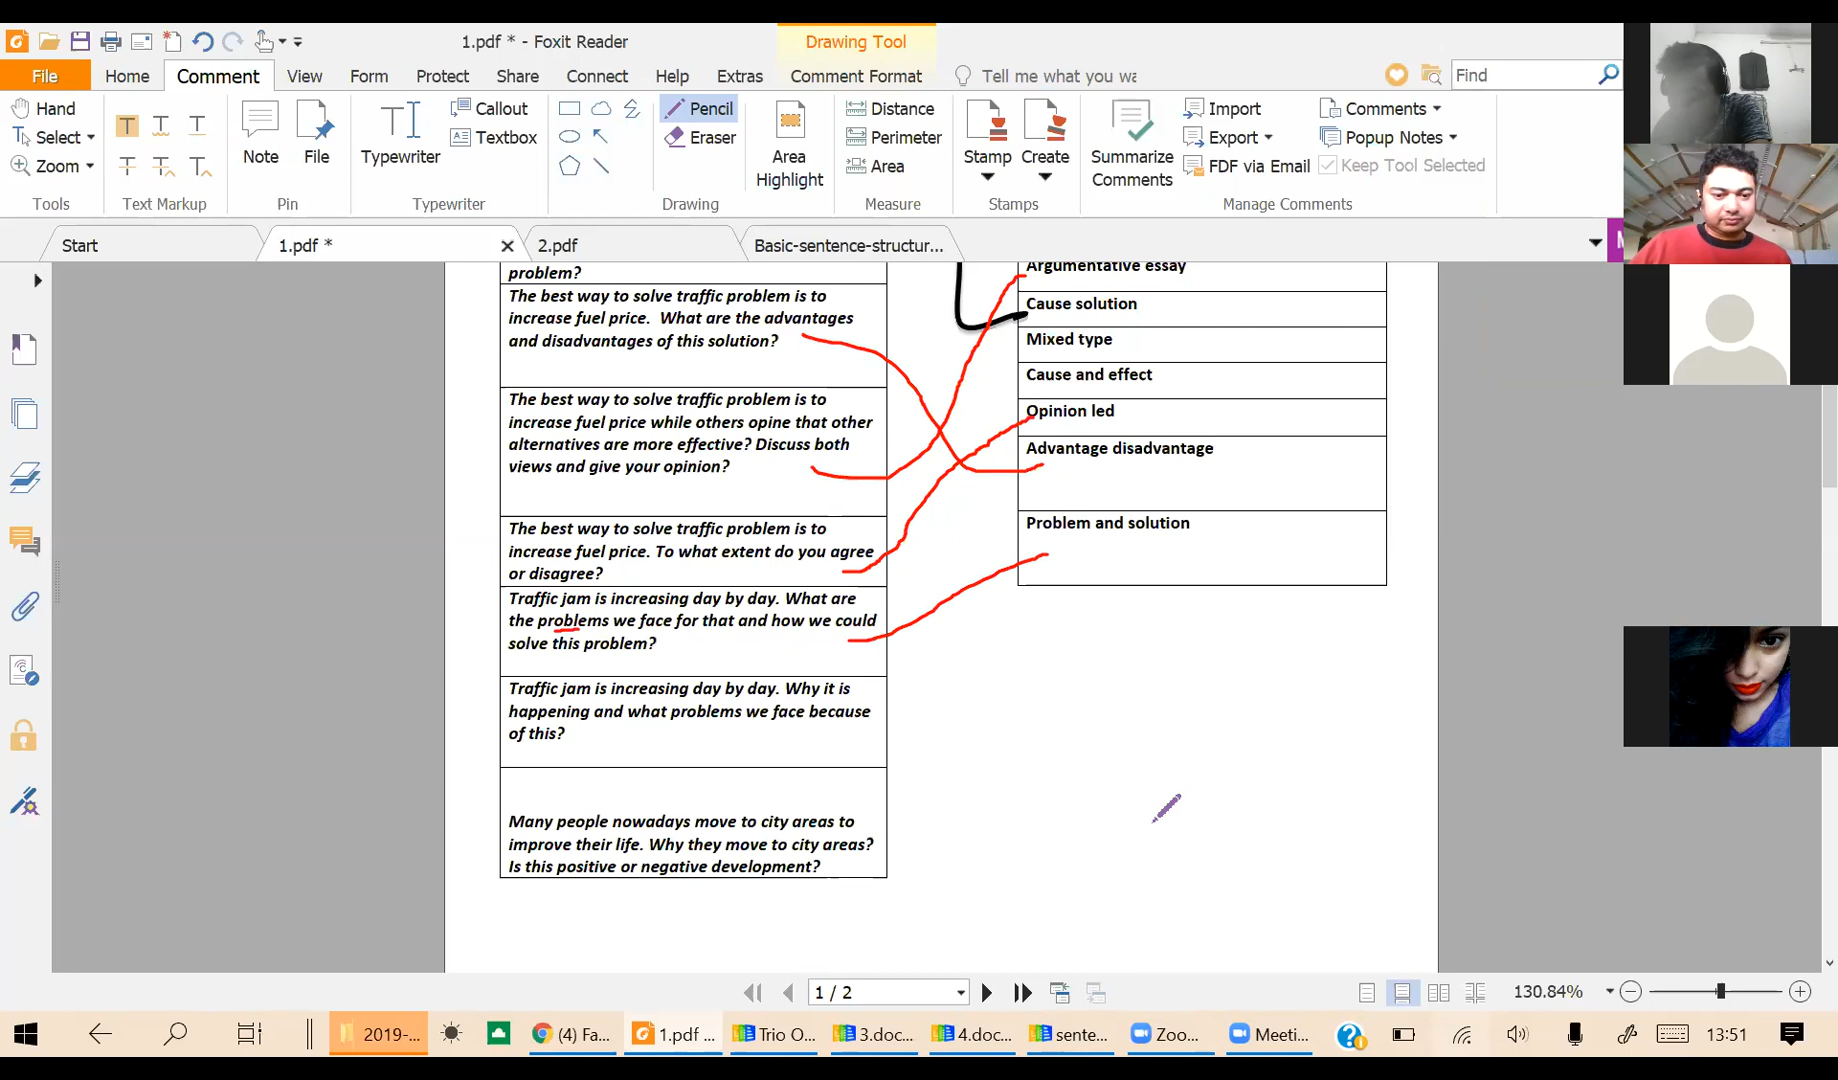 1.pdf * - Foxit Reader
Drawing Tool
File
Home
Comment
View
Form
Protect
Share
Connect
Help
Extras
Comment Format
Tell me what you wa
Find
Hand
Select
Zoom
Tools
Text Markup
Note
File
Pin
Typewriter
Callout
Textbox
Typewriter
Pencil
Eraser
Drawing
Area
Highlight
Distance
Perimeter
Area
Measure
Stamp
Create
Stamps
Summarize
Comments
Import
Export
FDF via Email
Comments
Popup Notes
Keep Tool Selected
Manage Comments
Start
1.pdf *
2.pdf
Basic-sentence-structur...
problem?
The best way to solve traffic problem is to
increase fuel price. What are the advantages
and disadvantages of this solution?
The best way to solve traffic problem is to
increase fuel price while others opine that other
alternatives are more effective? Discuss both
views and give your opinion?
The best way to solve traffic problem is to
increase fuel price. To what extent do you agree
or disagree?
Traffic jam is increasing day by day. What are
the problems we face for that and how we could
solve this problem?
Traffic jam is increasing day by day. Why it is
happening and what problems we face because
of this?
Many people nowadays move to city areas to
improve their life. Why they move to city areas?
Is this positive or negative development?
Argumentative essay
Cause solution
Mixed type
Cause and effect
Opinion led
Advantage disadvantage
Problem and solution
1 / 2
130.84%
2019-...
(4) Fa...
1.pdf ...
Trio O...
3.doc...
4.doc...
sente...
Zoo...
Meeti...
13:51